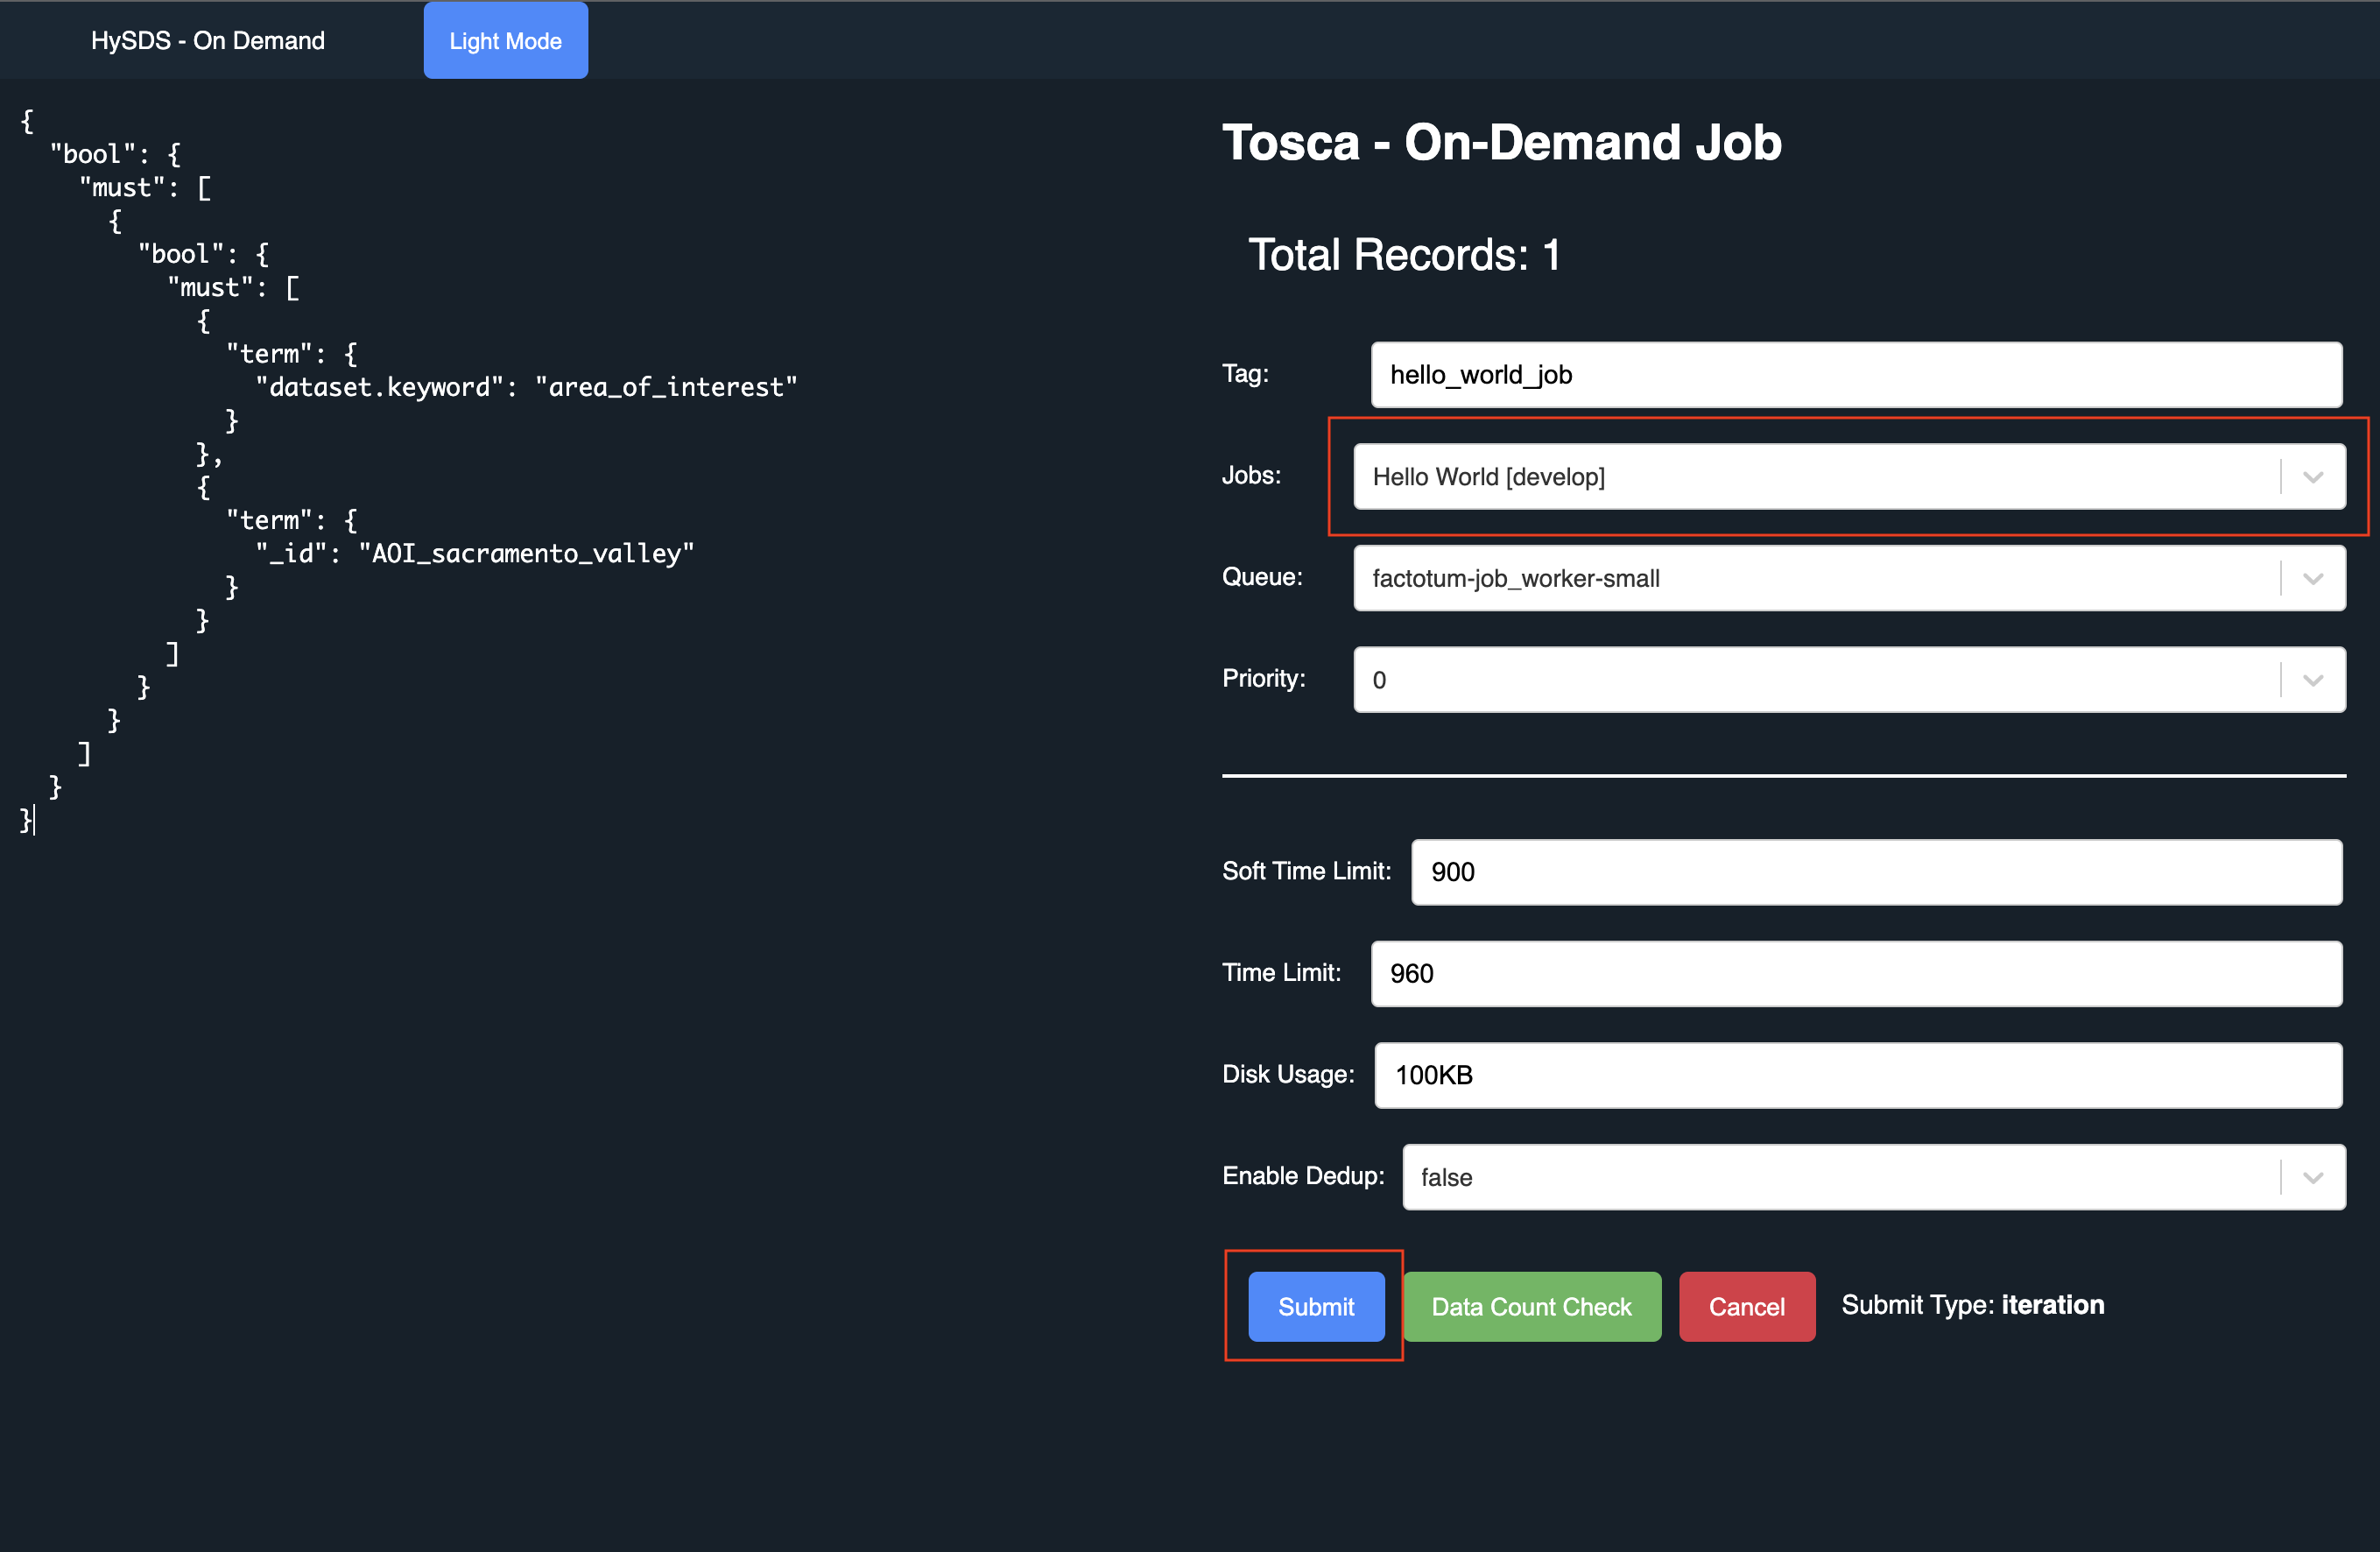 HySDS - On Demand
Light Mode
{
  "bool": {
    "must": [
      {
        "bool": {
          "must": [
            {
              "term": {
                "dataset.keyword": "area_of_interest"
              }
            },
            {
              "term": {
                "_id": "AOI_sacramento_valley"
              }
            }
          ]
        }
      }
    ]
  }
}
Tosca - On-Demand Job
Total Records: 1
Tag: hello_world_job
Jobs: Hello World [develop]
Queue: factotum-job_worker-small
Priority: 0
Soft Time Limit: 900
Time Limit: 960
Disk Usage: 100KB
Enable Dedup: false
Submit Data Count Check Cancel Submit Type: iteration